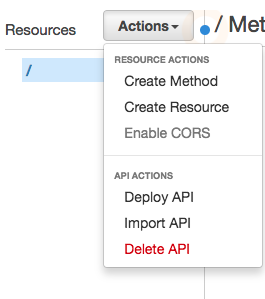 Resources
Actions
/ Met
/
RESOURCE ACTIONS
Create Method
Create Resource
Enable CORS
API ACTIONS
Deploy API
Import API
Delete API